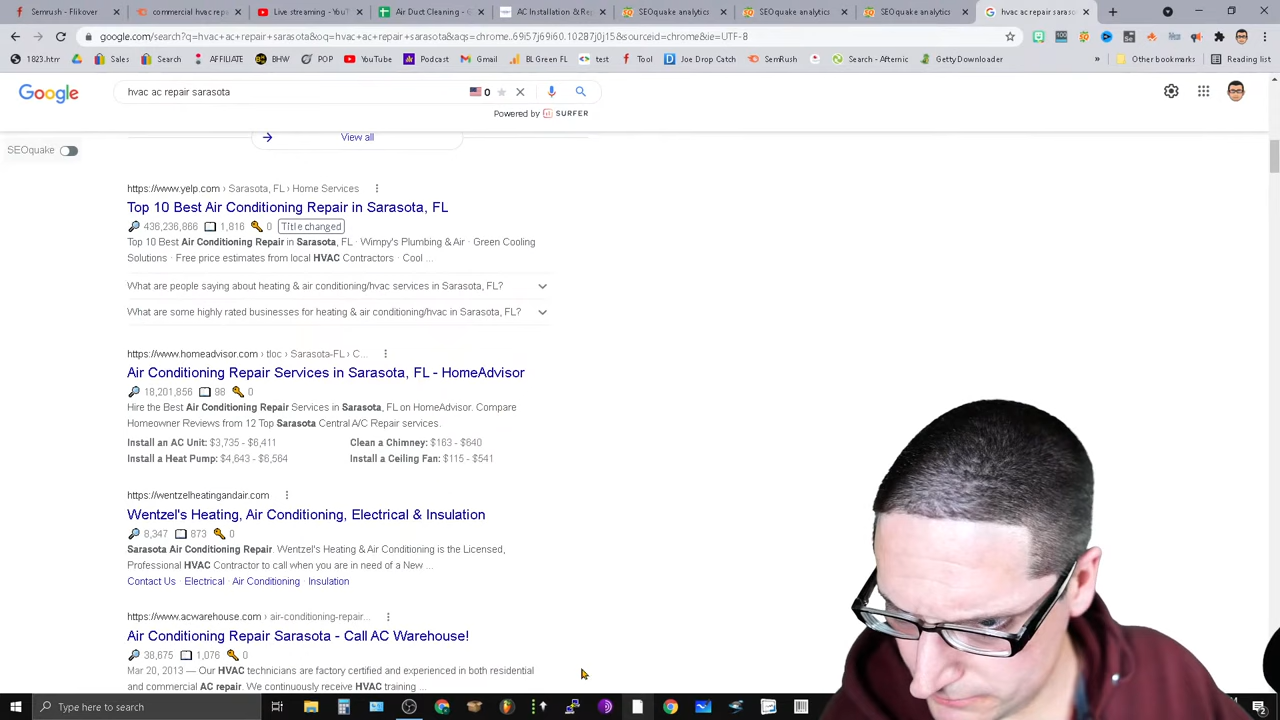 Semrush - Flikover
ac commercial repai
Air Duct Cleaning - G
AC Installation & Rep
SEOquake analytics
SEOquake analytics
SEOquake analytics
hvac ac repair saraso
google.com/search?q=hvac+ac+repair+sarasota&oq=hvac+ac+repair+sarasota&aqs=chrome..69i57j69i60.10287j0j15&sourceid=chrome&ie=UTF-8
1823.htm
Sales
Search
AFFILIATE
BHW
POP
YouTube
Podcast
Gmail
BL Green FL
test
Tool
Joe Drop Catch
SemRush
Search - Afternic
GettyDownloader
»
Other bookmarks
Reading list
Google
hvac ac repair sarasota
0
Powered by SURFER
View all
SEOquake
https://www.yelp.com › Sarasota, FL › Home Services
Top 10 Best Air Conditioning Repair in Sarasota, FL
436,236,866 1,816 0 Title changed
Top 10 Best Air Conditioning Repair in Sarasota, FL · Wimpy's Plumbing & Air · Green Cooling
Solutions · Free price estimates from local HVAC Contractors · Cool ...
What are people saying about heating & air conditioning/hvac services in Sarasota, FL?
What are some highly rated businesses for heating & air conditioning/hvac in Sarasota, FL?
https://www.homeadvisor.com › tloc › Sarasota-FL › C...
Air Conditioning Repair Services in Sarasota, FL - HomeAdvisor
18,201,856 98 0
Hire the Best Air Conditioning Repair Services in Sarasota, FL on HomeAdvisor. Compare
Homeowner Reviews from 12 Top Sarasota Central A/C Repair services.
Install an AC Unit: $3,735 - $6,411
Clean a Chimney: $163 - $640
Install a Heat Pump: $4,643 - $6,564
Install a Ceiling Fan: $115 - $541
https://wentzelheatingandair.com
Wentzel's Heating, Air Conditioning, Electrical & Insulation
8,347 873 0
Sarasota Air Conditioning Repair. Wentzel's Heating & Air Conditioning is the Licensed,
Professional HVAC Contractor to call when you are in need of a New ...
Contact Us · Electrical · Air Conditioning · Insulation
https://www.acwarehouse.com › air-conditioning-repair...
Air Conditioning Repair Sarasota - Call AC Warehouse!
38,675 1,076 0
Mar 20, 2013 — Our HVAC technicians are factory certified and experienced in both residential
and commercial AC repair. We continuously receive HVAC training ...
Type here to search